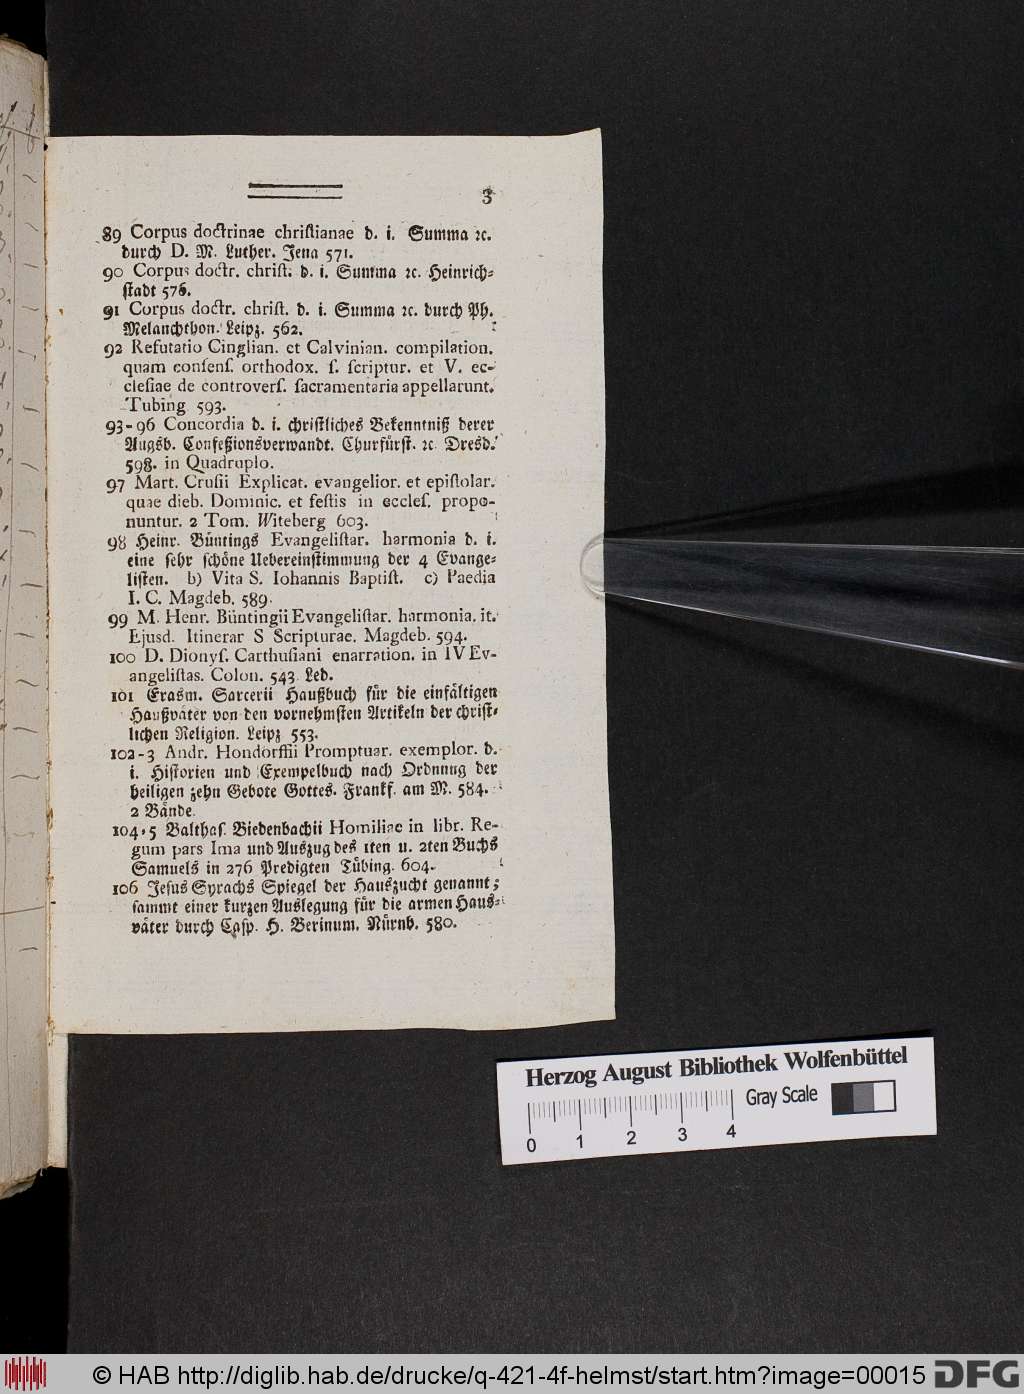 3
89 Corpus doctrinae chriſtianae d. i. Summa ꝛc.
durch D. M. Luther. Jena 571.
90 Corpus doctr. chriſt. d. i. Summa ꝛc. Heinrich⸗
ſtadt 576.
91 Corpus doctr. chriſt. d. i. Summa ꝛc. durch Ph.
Melanchthon. Leipz. 562.
92 Refutatio Cinglian. et Calvinian. compilation.
quam conſenſ. orthodox. ſ. ſcriptur. et V. ec-
cleſiae de controverſ. ſacramentaria appellarunt.
Tubing 593.
93-96 Concordia d. i. chriſtliches Bekenntniß derer
Augsb. Confeßionsverwandt. Churfürſt. ꝛc. Dresd.
598. in Quadruplo.
97 Mart. Cruſii Explicat. evangelior. et epiſtolar.
quae dieb. Dominic. et feſtis in eccleſ. propo-
nuntur. 2 Tom. Witeberg 603.
98 Heinr. Büntings Evangeliſtar. harmonia d. i.
eine ſehr ſchöne Uebereinſtimmung der 4 Evange⸗
liſten. b) Vita S. Iohannis Baptiſt. c) Paedia
I. C. Magdeb. 589.
99 M. Henr. Büntingii Evangeliſtar. harmonia. it.
Ejusd. Itinerar S Scripturae. Magdeb. 594.
100 D. Dionyſ. Carthuſiani enarration. in IV Ev-
angeliſtas. Colon. 543 Led.
101 Erasm. Sarcerii Haußbuch für die einfältigen
Haußväter von den vornehmſten Artikeln der chriſt⸗
lichen Religion. Leipz 553.
102-3 Andr. Hondorffii Promptuar. exemplor. d.
i. Hiſtorien und Exempelbuch nach Ordnung der
heiligen zehn Gebote Gottes. Frankf. am M. 584.
2 Bände.
104-5 Balthaſ. Biedenbachii Homiliae in libr. Re-
gum pars Ima und Auszug des 1ten u. 2ten Buchs
Samuels in 276 Predigten Tübing. 604.
106 Jeſus Syrachs Spiegel der Hauszucht genannt;
ſammt einer kurzen Auslegung für die armen Haus⸗
väter durch Caſp. H. Berinum. Nürnb. 580.
Herzog August Bibliothek Wolfenbüttel
0 1 2 3 4 Gray Scale
© HAB http://diglib.hab.de/drucke/q-421-4f-helmst/start.htm?image=00015 DFG